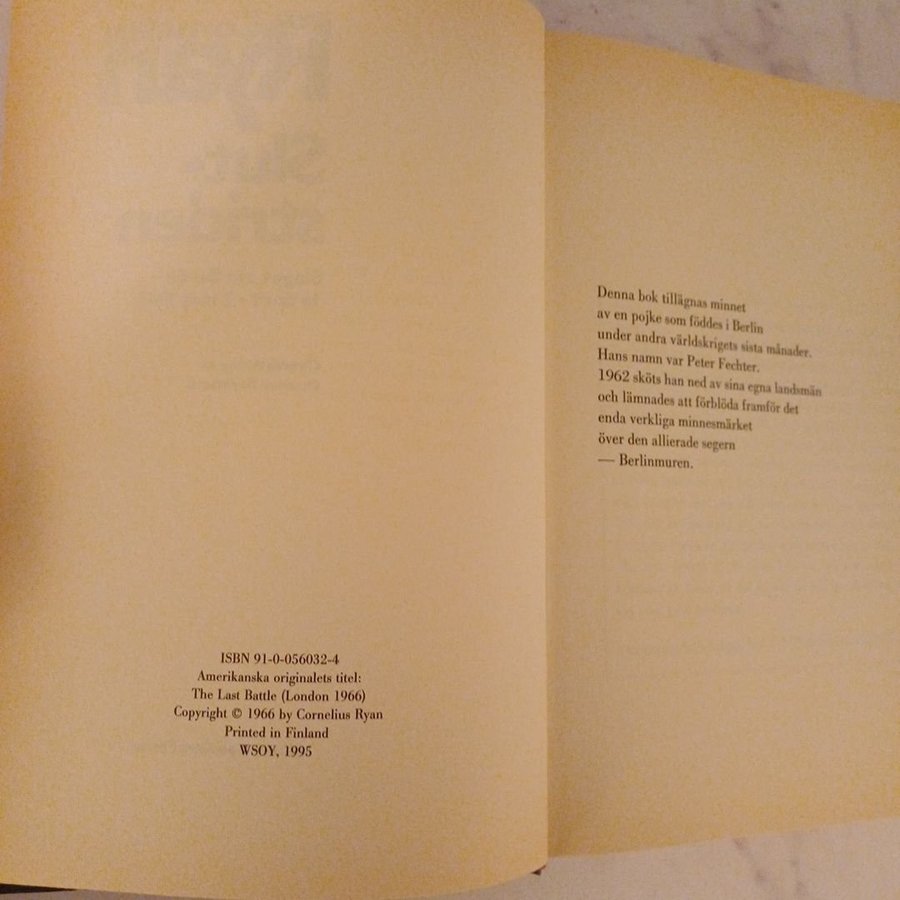 ISBN 91-0-056032-4
Amerikanska originalets titel:
The Last Battle (London 1966)
Copyright © 1966 by Cornelius Ryan
Printed in Finland
WSOY, 1995
Denna bok tillägnas minnet
av en pojke som föddes i Berlin
under andra världskrigets sista månader.
Hans namn var Peter Fechter.
1962 sköts han ned av sina egna landsmän
och lämnades att förblöda framför det
enda verkliga minnesmärket
över den allierade segern
— Berlinmuren.